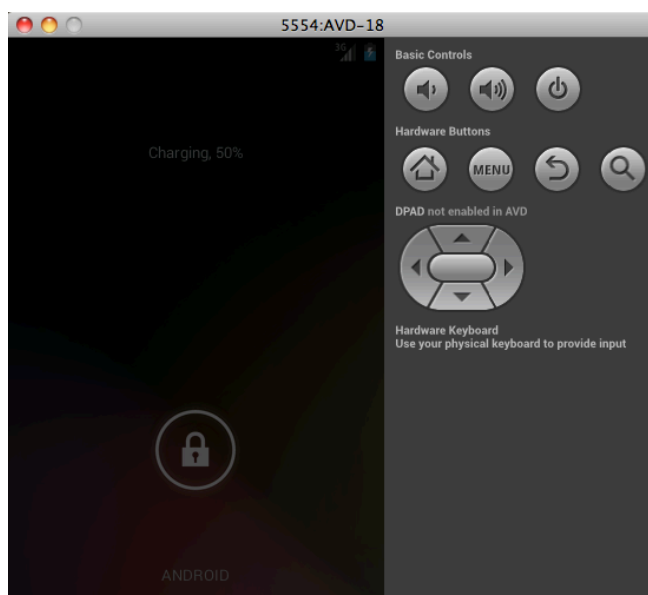 5554:AVD-18
3G
Charging, 50%
ANDROID
Basic Controls
Hardware Buttons
MENU
DPAD not enabled in AVD
Hardware Keyboard
Use your physical keyboard to provide input